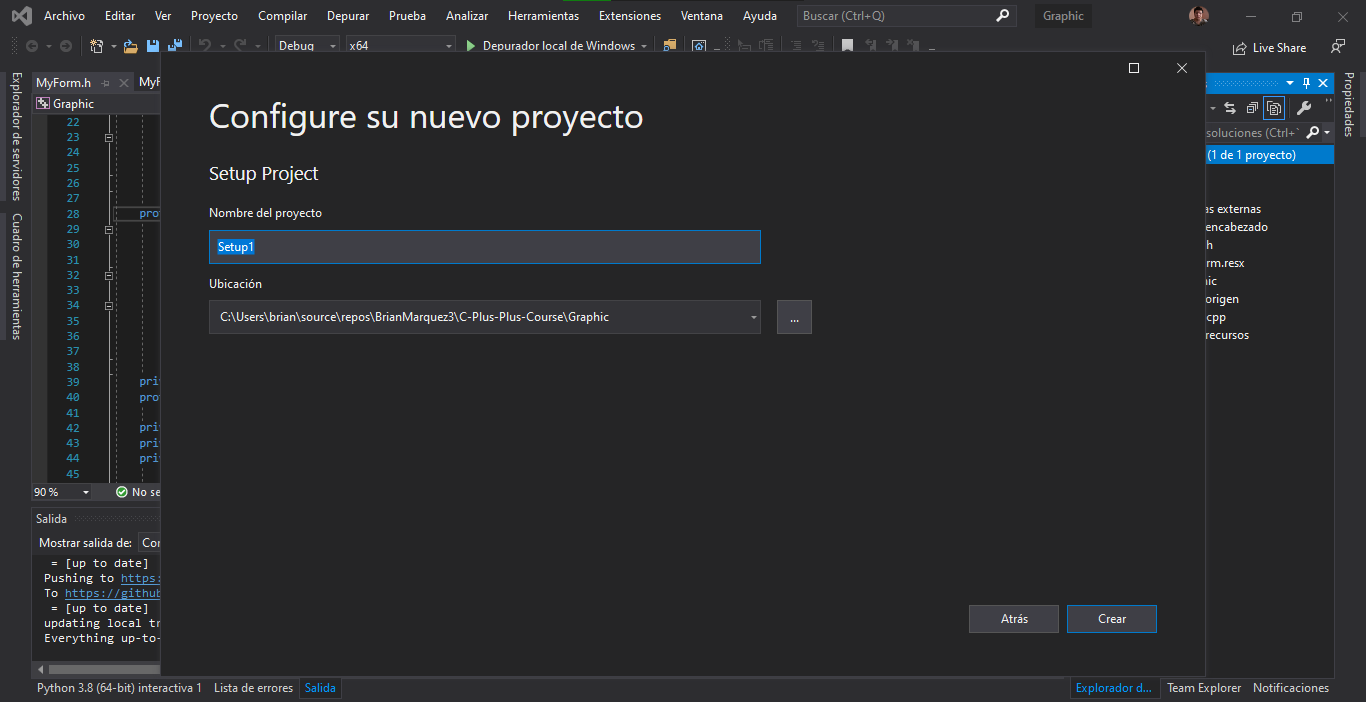 Archivo Editar Ver Proyecto Compilar Depurar Prueba Analizar Herramientas Extensiones Ventana Ayuda Buscar (Ctrl+Q) Graphic
Debug x64 Depurador local de Windows Live Share
Explorador de servidores
Cuadro de herramientas
MyForm.h MyF
Graphic
22
23
24
25
26
27
28 pro
29
30
31
32
33
34
35
36
37
38
39 pri
40 pro
41
42 pri
43 pri
44 pri
45
90 % No se
Salida
Mostrar salida de: Con
= [up to date]
Pushing to https:
To https://github
= [up to date]
updating local tr
Everything up-to-
Configure su nuevo proyecto
Setup Project
Nombre del proyecto
Setup1
Ubicación
C:\Users\brian\source\repos\BrianMarquez3\C-Plus-Plus-Course\Graphic
...
Atrás Crear
soluciones (Ctrl+
(1 de 1 proyecto)
as externas
encabezado
h
rm.resx
ic
origen
cpp
recursos
Propiedades
Python 3.8 (64-bit) interactiva 1 Lista de errores Salida
Explorador d... Team Explorer Notificaciones